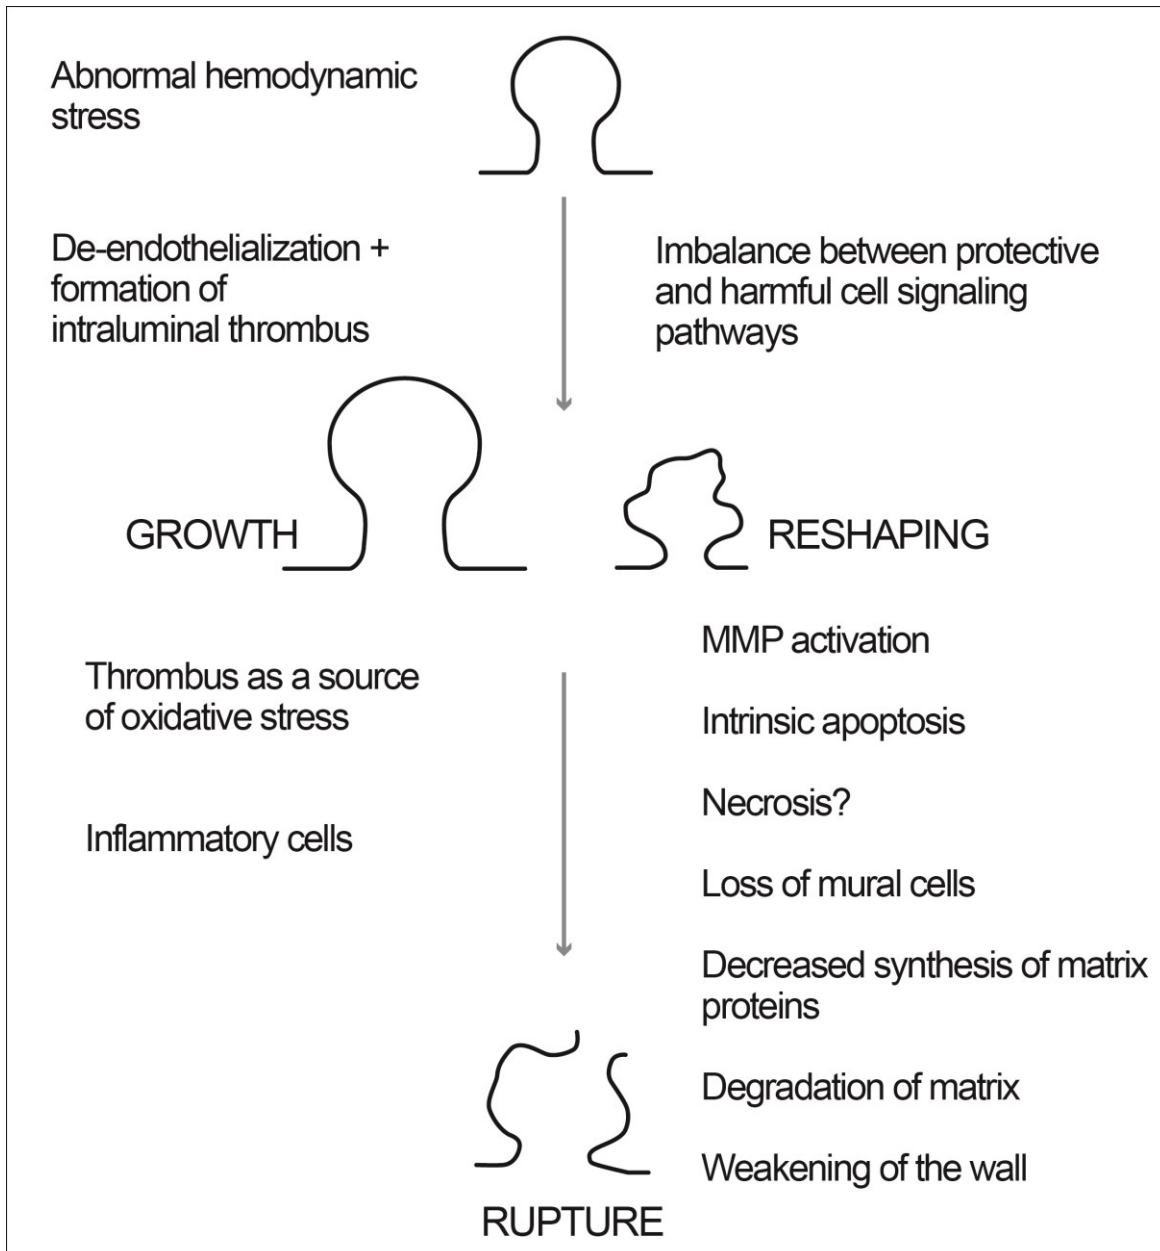 Abnormal hemodynamic
stress
De-endothelialization +
formation of
intraluminal thrombus
Imbalance between protective
and harmful cell signaling
pathways
GROWTH
RESHAPING
Thrombus as a source
of oxidative stress
Inflammatory cells
MMP activation
Intrinsic apoptosis
Necrosis?
Loss of mural cells
Decreased synthesis of matrix
proteins
Degradation of matrix
Weakening of the wall
RUPTURE